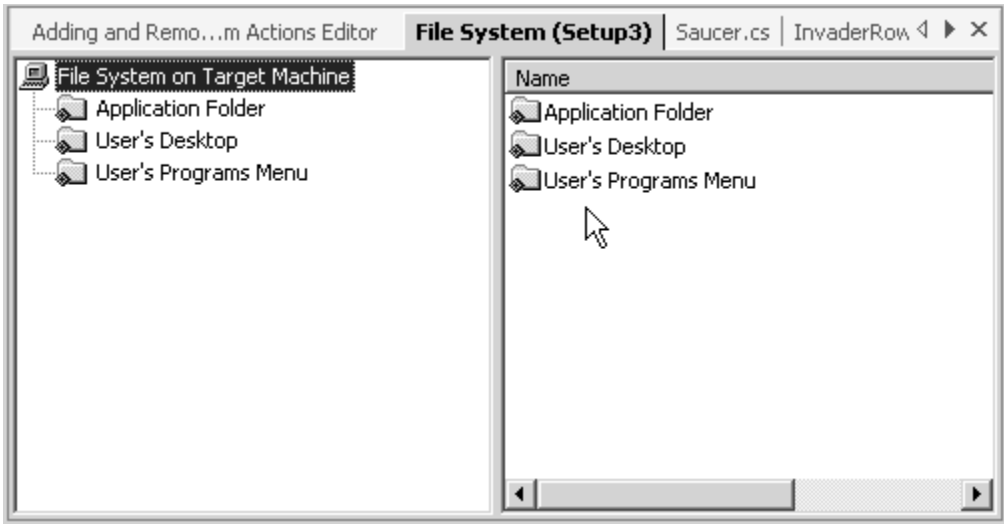 Adding and Remo...m Actions Editor File System (Setup3) Saucer.cs InvaderRow
File System on Target Machine
Application Folder
User's Desktop
User's Programs Menu
Name
Application Folder
User's Desktop
User's Programs Menu